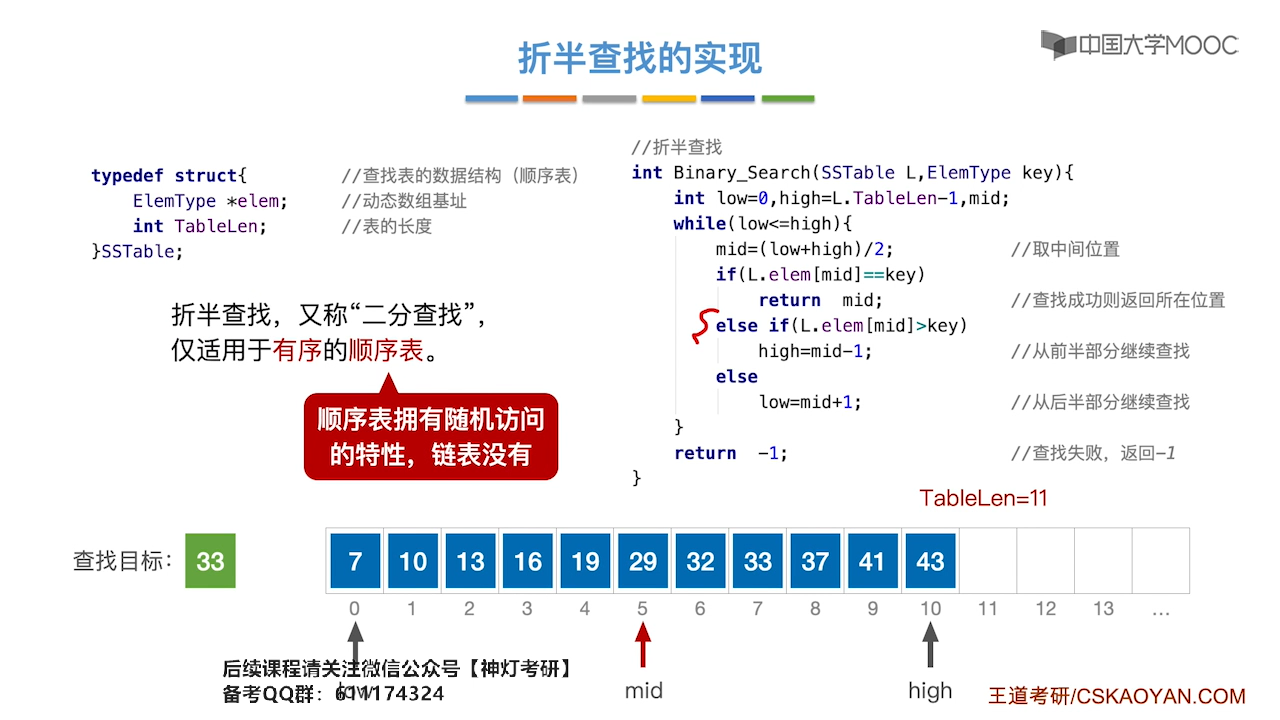 折半查找的实现
中国大学MOOC
typedef struct{ //查找表的数据结构（顺序表）
ElemType *elem; //动态数组基址
int TableLen; //表的长度
}SSTable;
折半查找，又称“二分查找”，
仅适用于有序的顺序表。
顺序表拥有随机访问
的特性，链表没有
//折半查找
int Binary_Search(SSTable L,ElemType key){
int low=0,high=L.TableLen-1,mid;
while(low<=high){
mid=(low+high)/2; //取中间位置
if(L.elem[mid]==key)
return mid; //查找成功则返回所在位置
else if(L.elem[mid]>key)
high=mid-1; //从前半部分继续查找
else
low=mid+1; //从后半部分继续查找
}
return -1; //查找失败，返回-1
}
TableLen=11
查找目标： 33
7 10 13 16 19 29 32 33 37 41 43
0 1 2 3 4 5 6 7 8 9 10 11 12 13 ...
low mid high
后续课程请关注微信公众号【神灯考研】
备考QQ群：611174324
王道考研/CSKAOYAN.COM